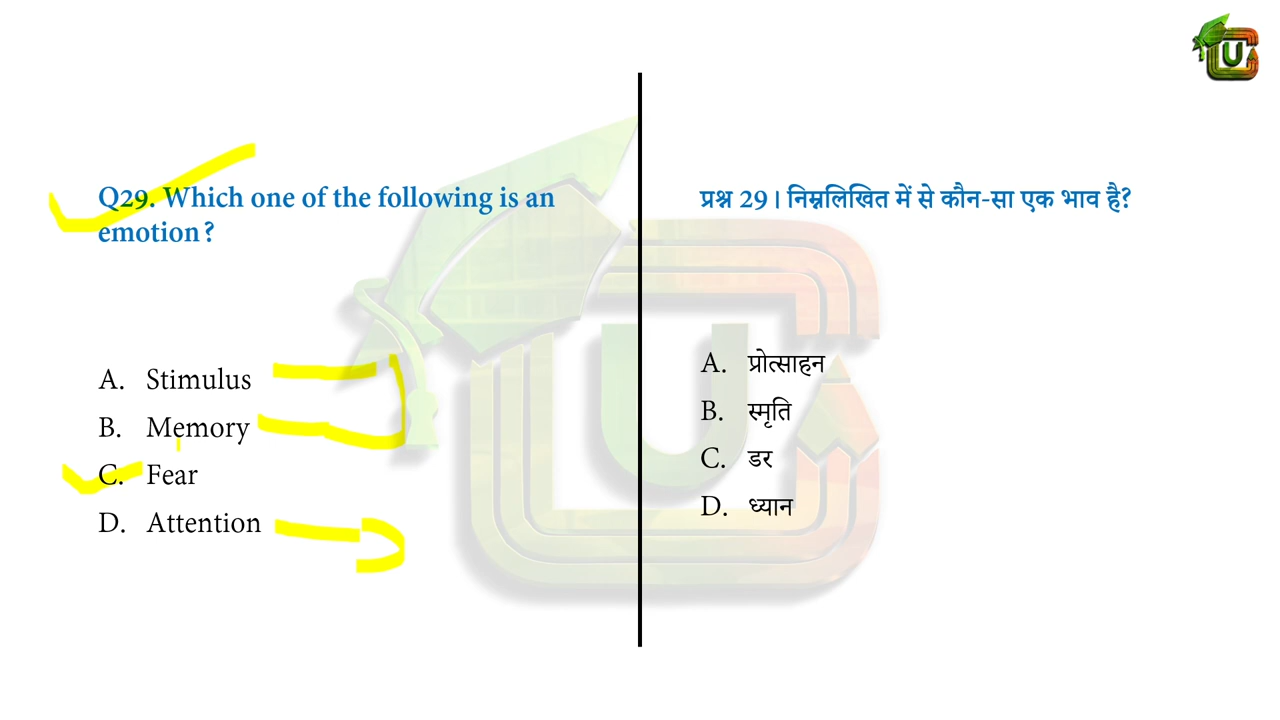 Q29. Which one of the following is an
emotion?
A. Stimulus
B. Memory
C. Fear
D. Attention
प्रश्न 29। निम्नलिखित में से कौन-सा एक भाव है?
A. प्रोत्साहन
B. स्मृति
C. डर
D. ध्यान
U